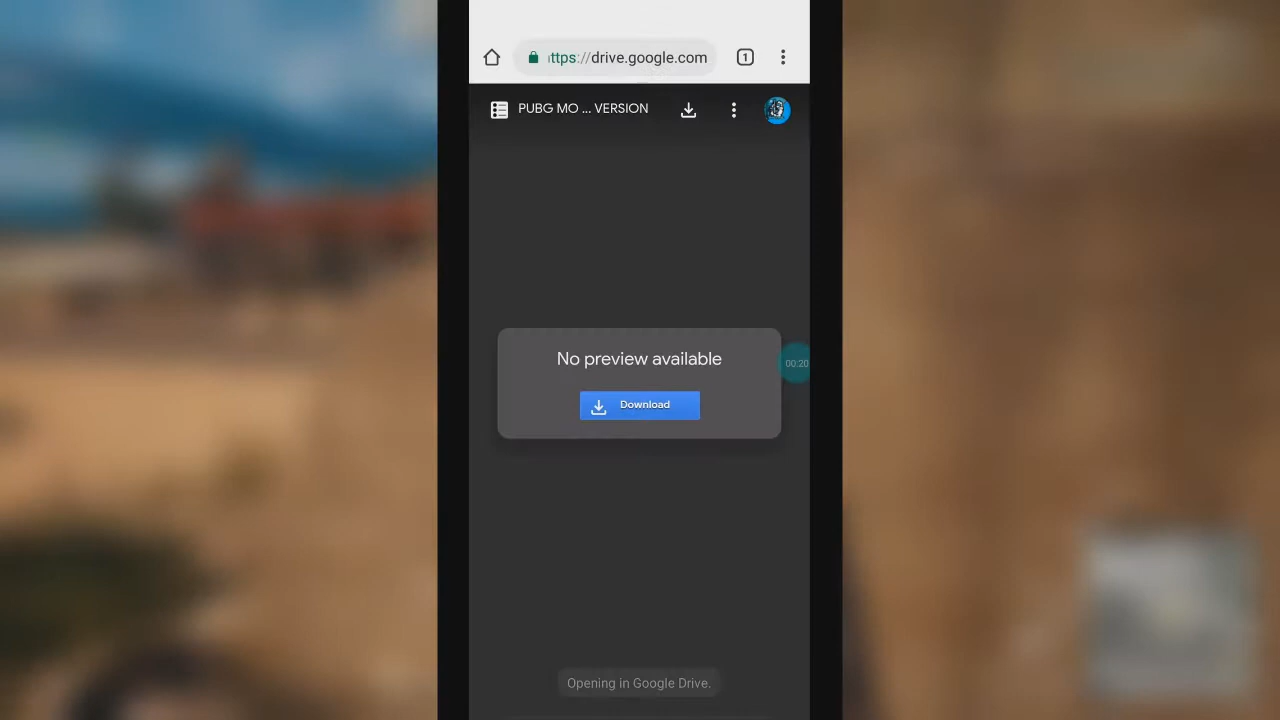 ttps://drive.google.com
1
PUBG MO ... VERSION
No preview available
00:20
Download
Opening in Google Drive.